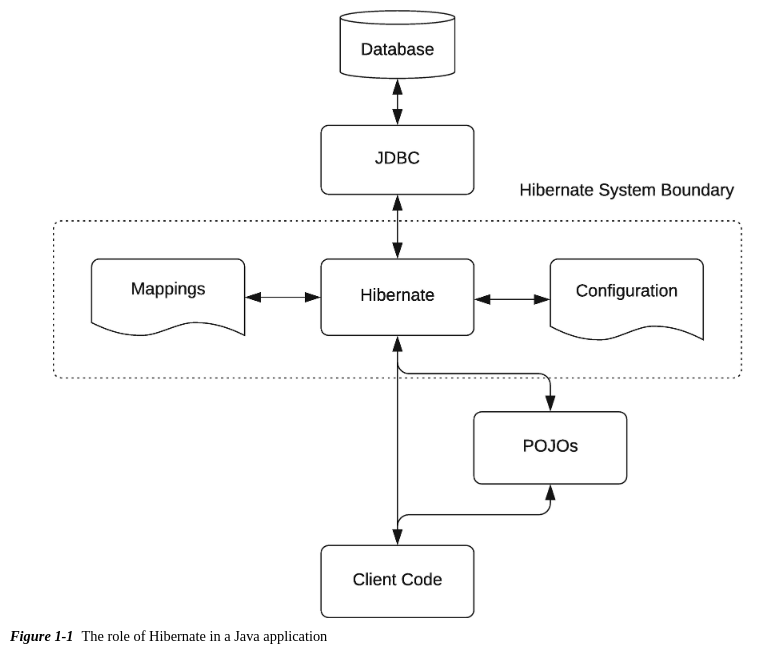 Database
JDBC
Hibernate System Boundary
Mappings
Hibernate
Configuration
POJOs
Client Code
Figure 1-1 The role of Hibernate in a Java application